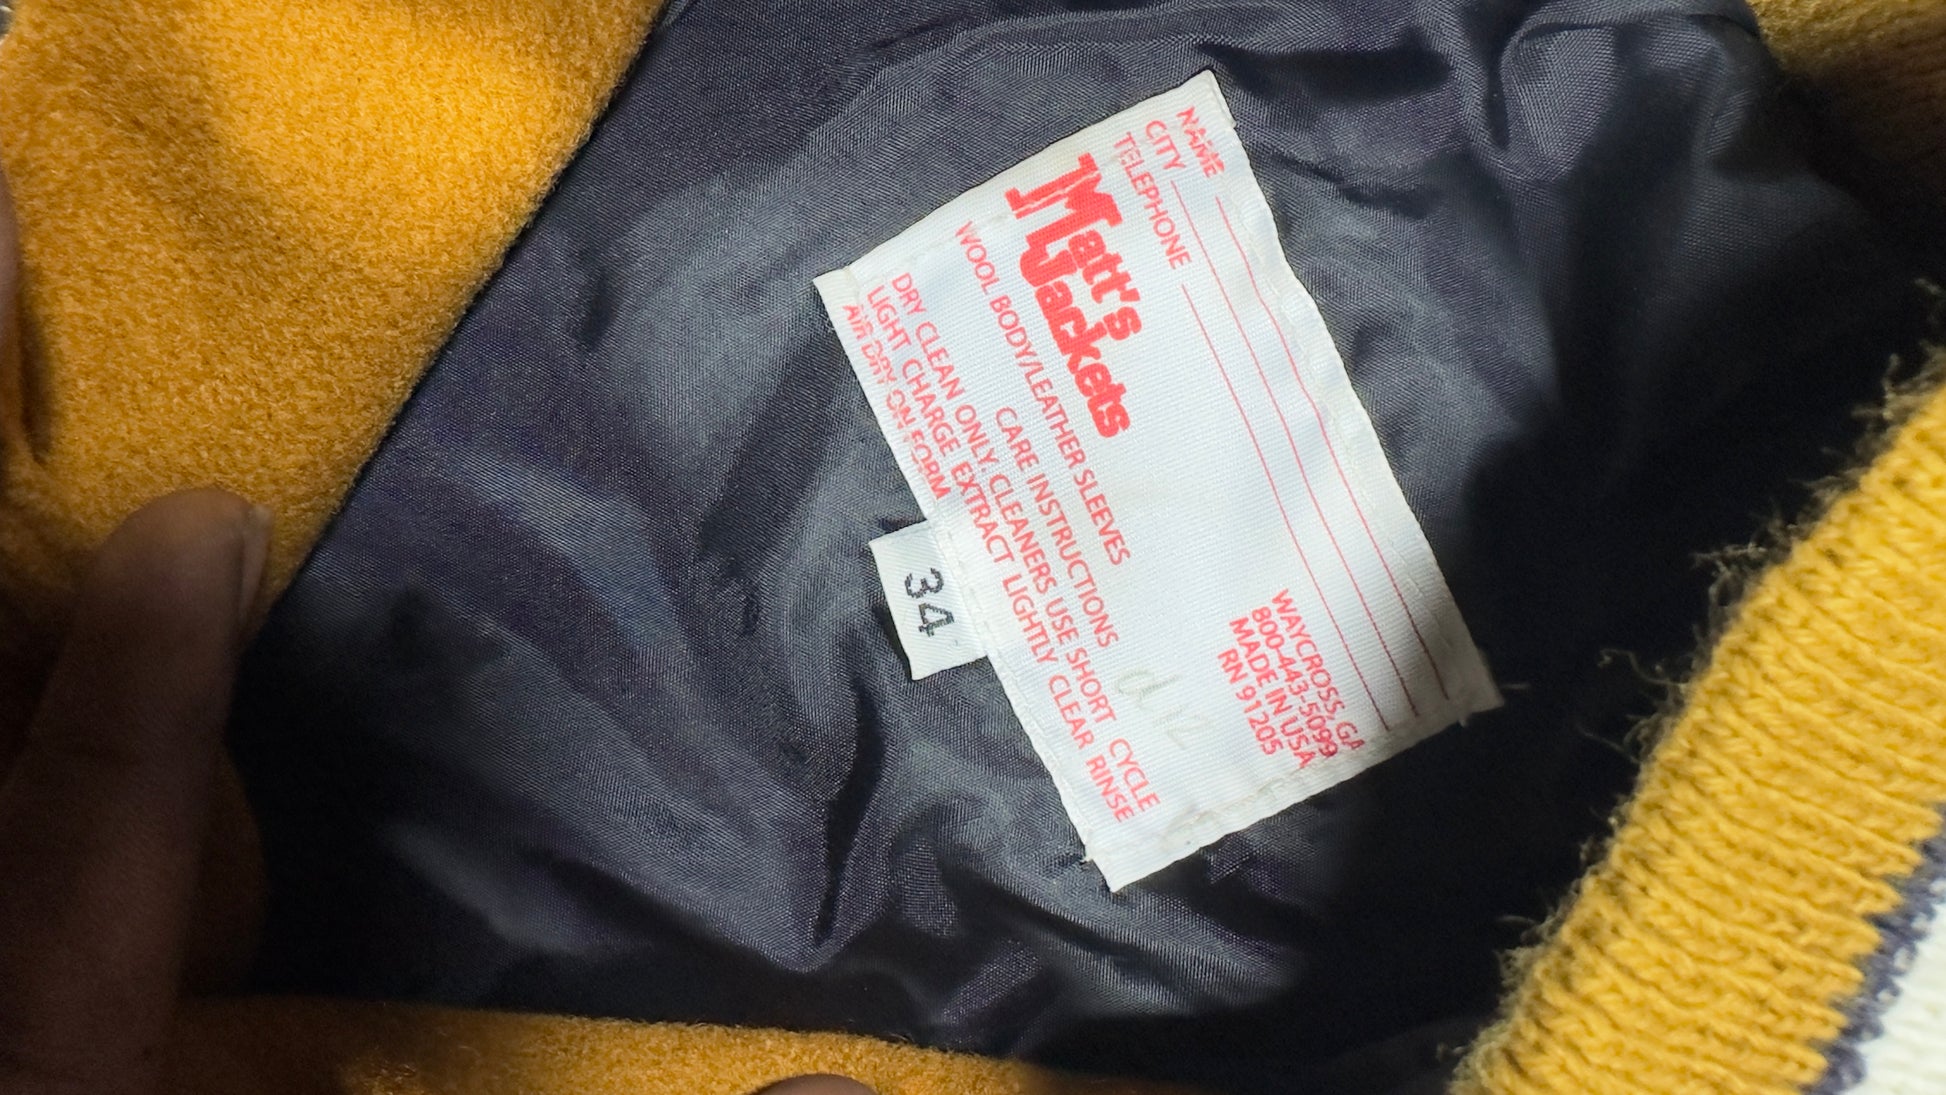 NAME
CITY
TELEPHONE
Matt's
Jackets
WOOL BODY/LEATHER SLEEVES
WAYCROSS, GA
800-443-5099
MADE IN USA
RN 91205
CARE INSTRUCTIONS
DRY CLEAN ONLY. CLEANERS USE SHORT CYCLE
LIGHT CHARGE EXTRACT LIGHTLY CLEAR RINSE
AIR DRY ON FORM
34